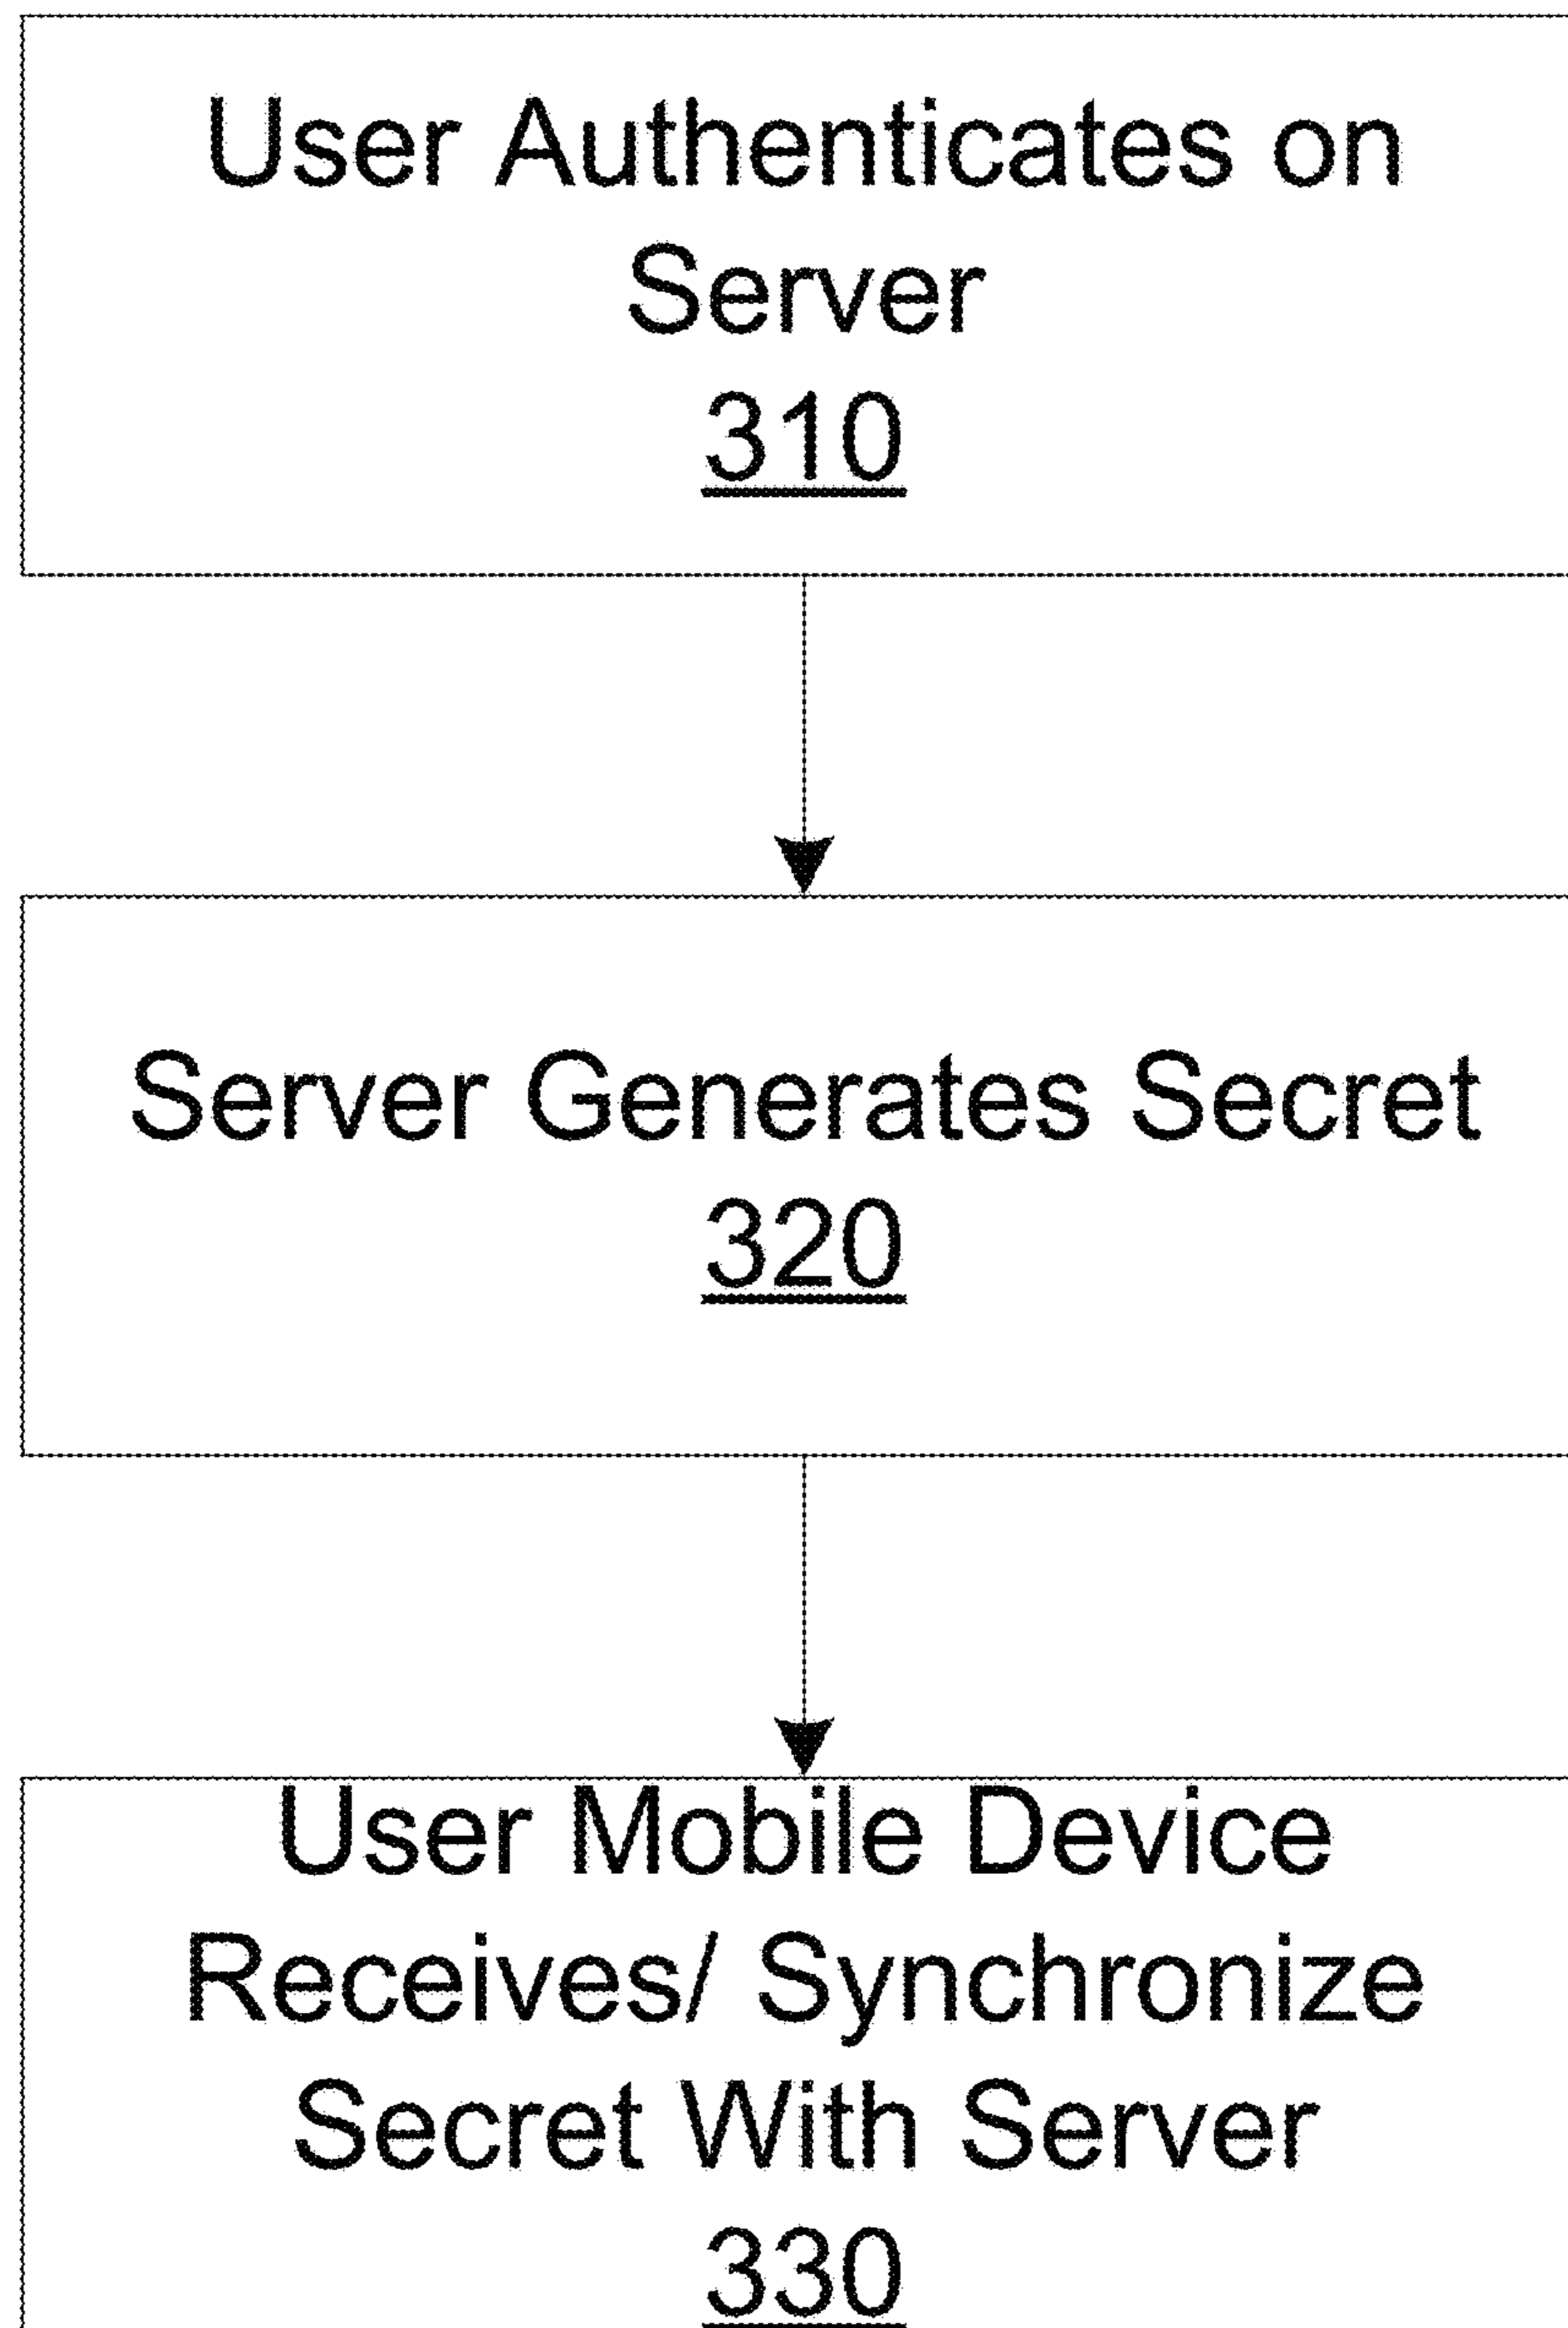 User Authenticates on
Server
310
Server Generates Secret
320
User Mobile Device
Receives/ Synchronize
Secret With Server
330